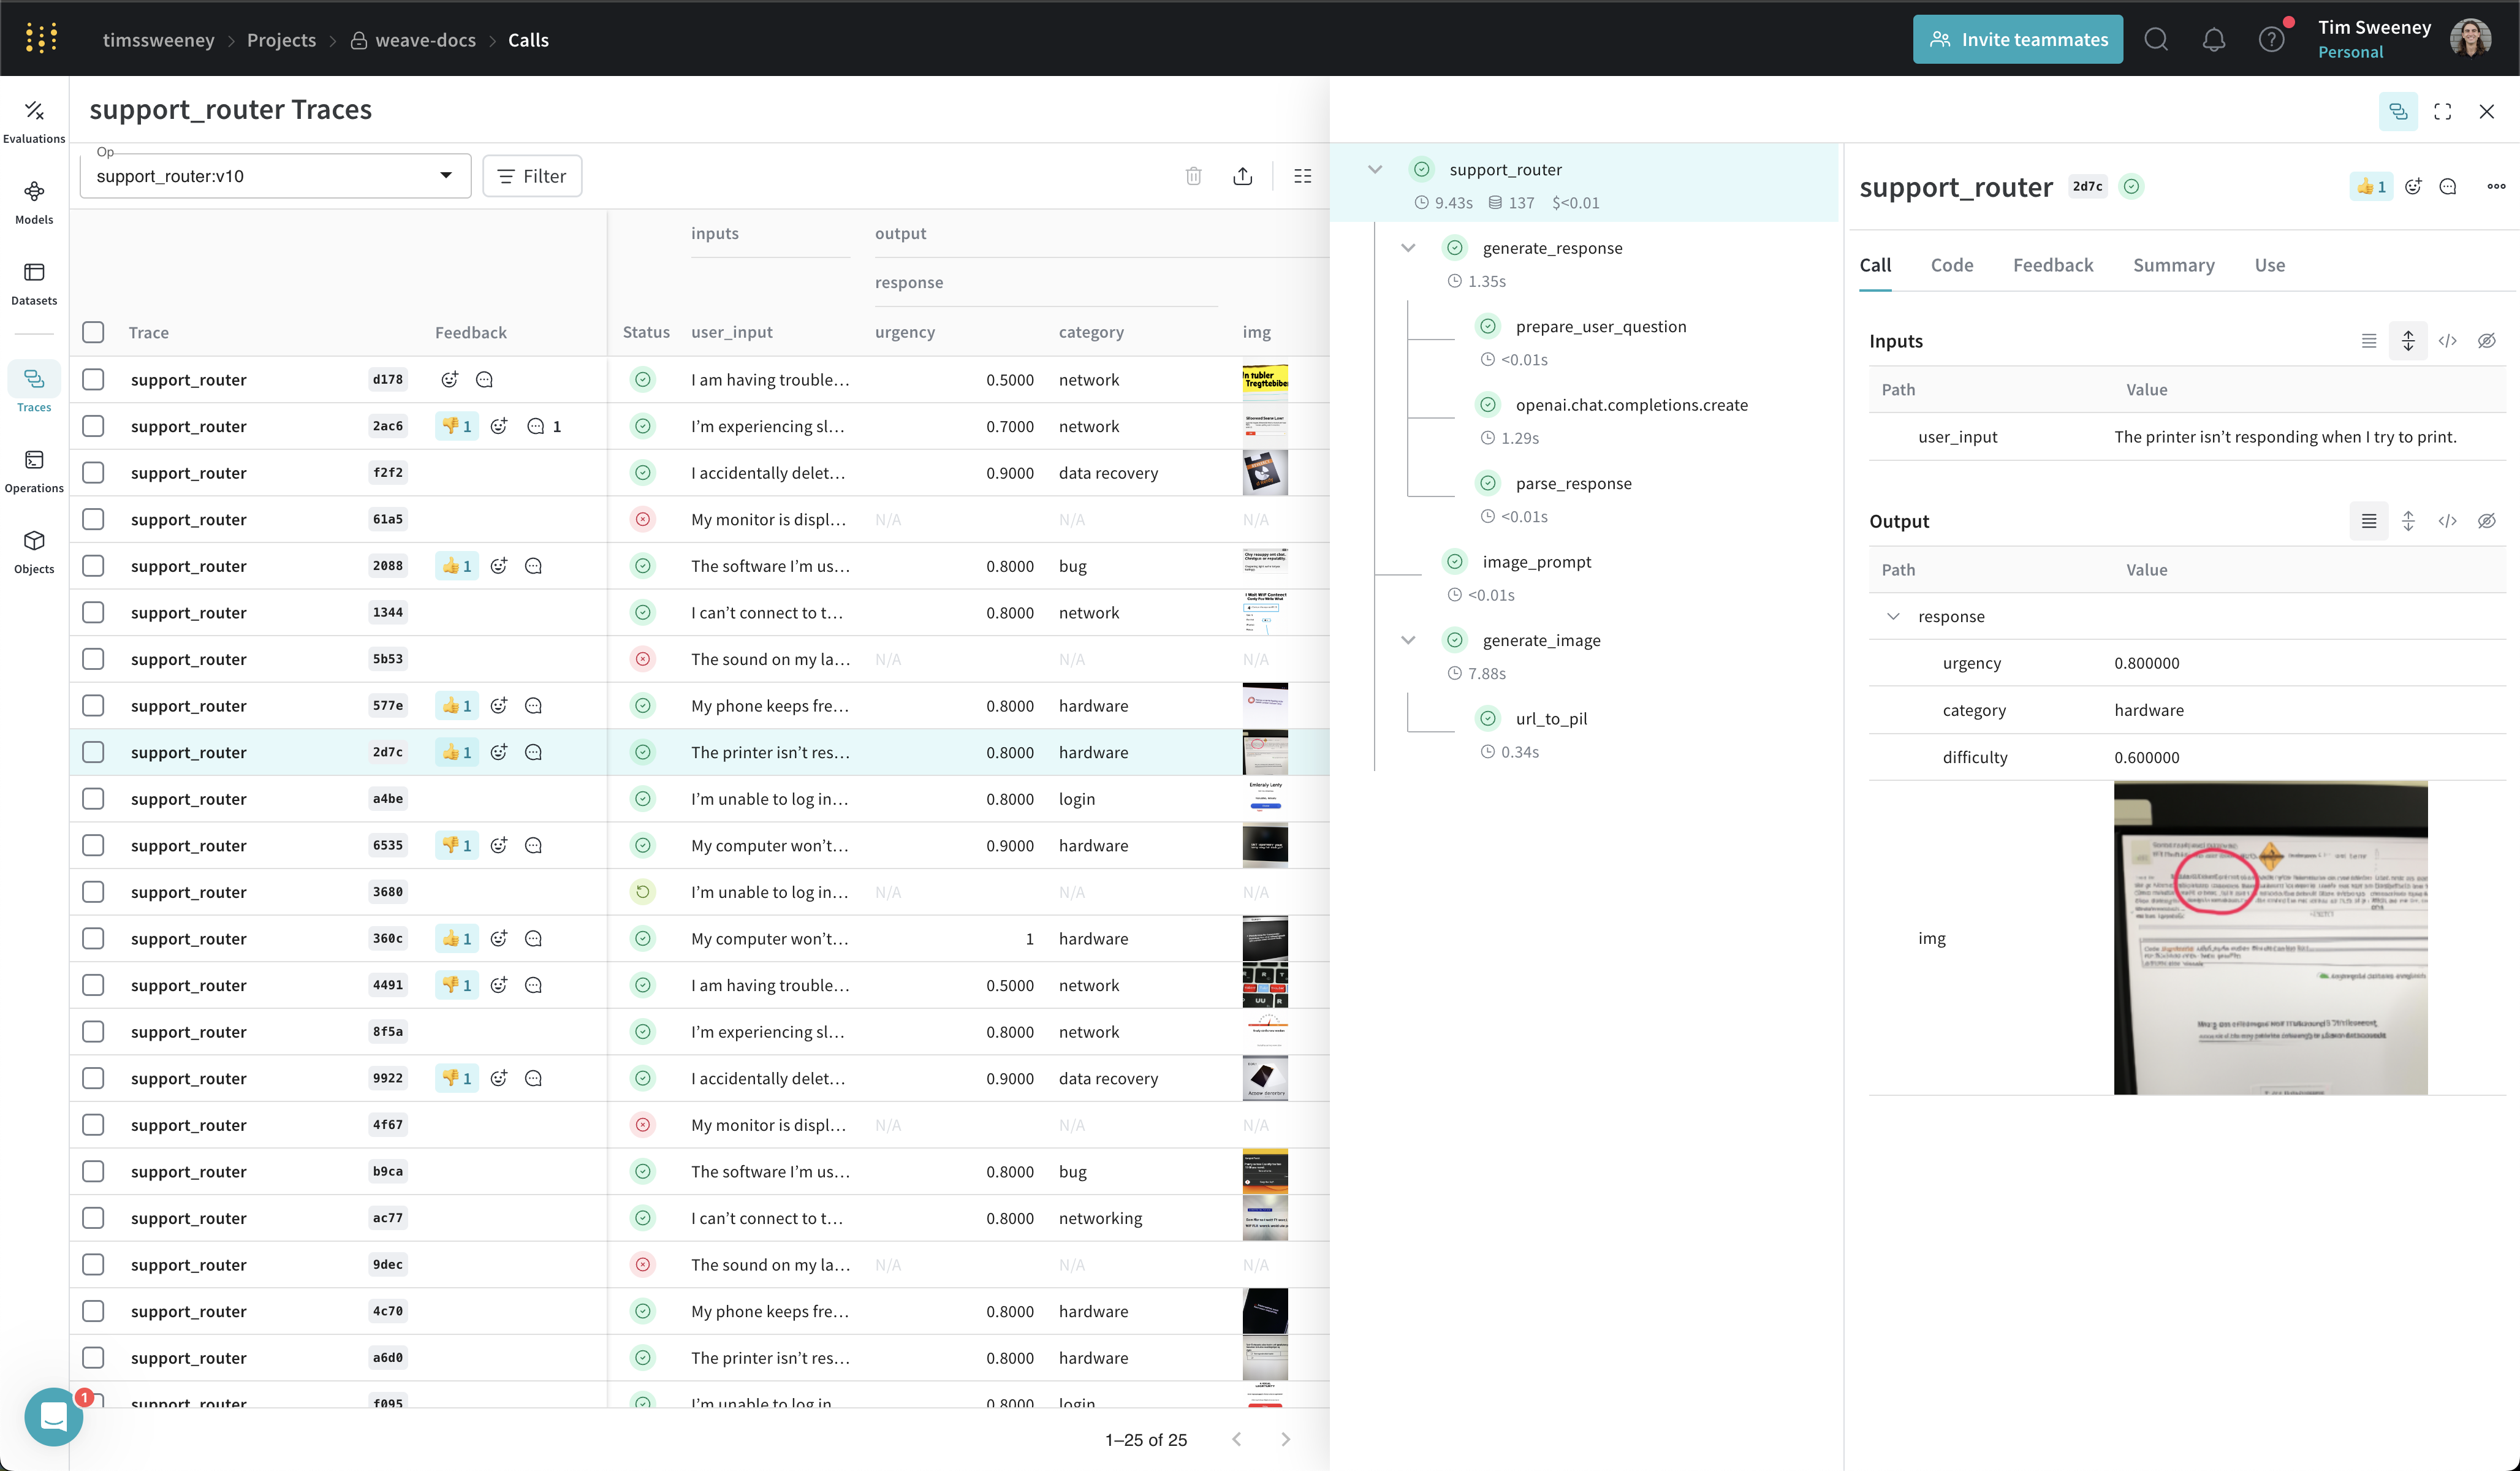 timssweeney > Projects > weave-docs > Calls
Invite teammates
Tim Sweeney
Personal
Evaluations
Models
Datasets
Traces
Operations
Objects
support_router Traces
Op
support_router:v10
Filter
inputs output
response
Trace Feedback Status user_input urgency category img
support_router d178 I am having trouble… 0.5000 network
support_router 2ac6 1 1 I’m experiencing sl… 0.7000 network
support_router f2f2 I accidentally delet… 0.9000 data recovery
support_router 61a5 My monitor is displ… N/A N/A N/A
support_router 2088 1 The software I’m us… 0.8000 bug
support_router 1344 I can’t connect to t… 0.8000 network
support_router 5b53 The sound on my la… N/A N/A N/A
support_router 577e 1 My phone keeps fre… 0.8000 hardware
support_router 2d7c 1 The printer isn’t res… 0.8000 hardware
support_router a4be I’m unable to log in… 0.8000 login
support_router 6535 1 My computer won’t… 0.9000 hardware
support_router 3680 I’m unable to log in… N/A N/A N/A
support_router 360c 1 My computer won’t… 1 hardware
support_router 4491 1 I am having trouble… 0.5000 network
support_router 8f5a I’m experiencing sl… 0.8000 network
support_router 9922 1 I accidentally delet… 0.9000 data recovery
support_router 4f67 My monitor is displ… N/A N/A N/A
support_router b9ca The software I’m us… 0.8000 bug
support_router ac77 I can’t connect to t… 0.8000 networking
support_router 9dec The sound on my la… N/A N/A N/A
support_router 4c70 My phone keeps fre… 0.8000 hardware
support_router a6d0 The printer isn’t res… 0.8000 hardware
support_router f095 I’m unable to log in 0.8000 login
1
1–25 of 25
support_router
9.43s 137 $<0.01
generate_response
1.35s
prepare_user_question
<0.01s
openai.chat.completions.create
1.29s
parse_response
<0.01s
image_prompt
<0.01s
generate_image
7.88s
url_to_pil
0.34s
support_router 2d7c 1
Call Code Feedback Summary Use
Inputs
Path Value
user_input The printer isn’t responding when I try to print.
Output
Path Value
response
urgency 0.800000
category hardware
difficulty 0.600000
img